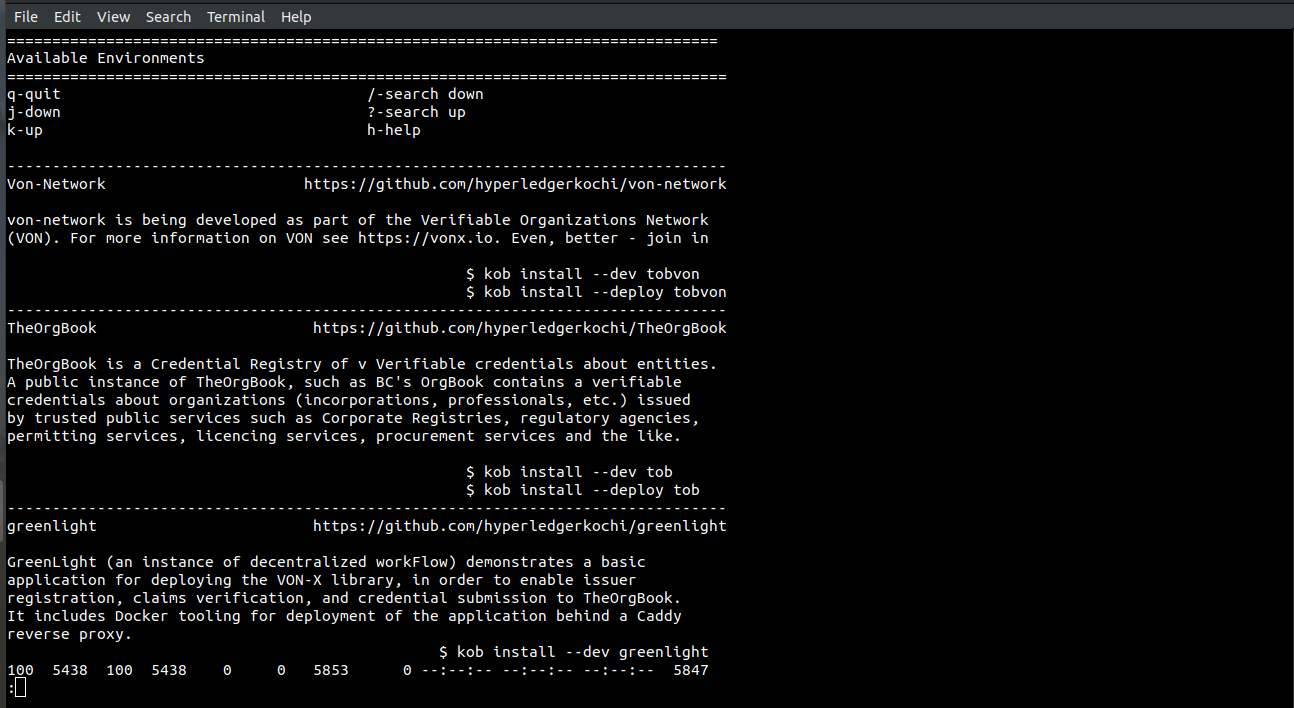 File Edit View Search Terminal Help
===============================================================================
Available Environments
================================================================================
q-quit /-search down
j-down ?-search up
k-up h-help
--------------------------------------------------------------------------------
Von-Network https://github.com/hyperledgerkochi/von-network
von-network is being developed as part of the Verifiable Organizations Network
(VON). For more information on VON see https://vonx.io. Even, better - join in
$ kob install --dev tobvon
$ kob install --deploy tobvon
--------------------------------------------------------------------------------
TheOrgBook https://github.com/hyperledgerkochi/TheOrgBook
TheOrgBook is a Credential Registry of v Verifiable credentials about entities.
A public instance of TheOrgBook, such as BC's OrgBook contains a verifiable
credentials about organizations (incorporations, professionals, etc.) issued
by trusted public services such as Corporate Registries, regulatory agencies,
permitting services, licencing services, procurement services and the like.
$ kob install --dev tob
$ kob install --deploy tob
--------------------------------------------------------------------------------
greenlight https://github.com/hyperledgerkochi/greenlight
GreenLight (an instance of decentralized workFlow) demonstrates a basic
application for deploying the VON-X library, in order to enable issuer
registration, claims verification, and credential submission to TheOrgBook.
It includes Docker tooling for deployment of the application behind a Caddy
reverse proxy.
$ kob install --dev greenlight
100 5438 100 5438 0 0 5853 0 --:--:-- --:--:-- --:--:-- 5847
: